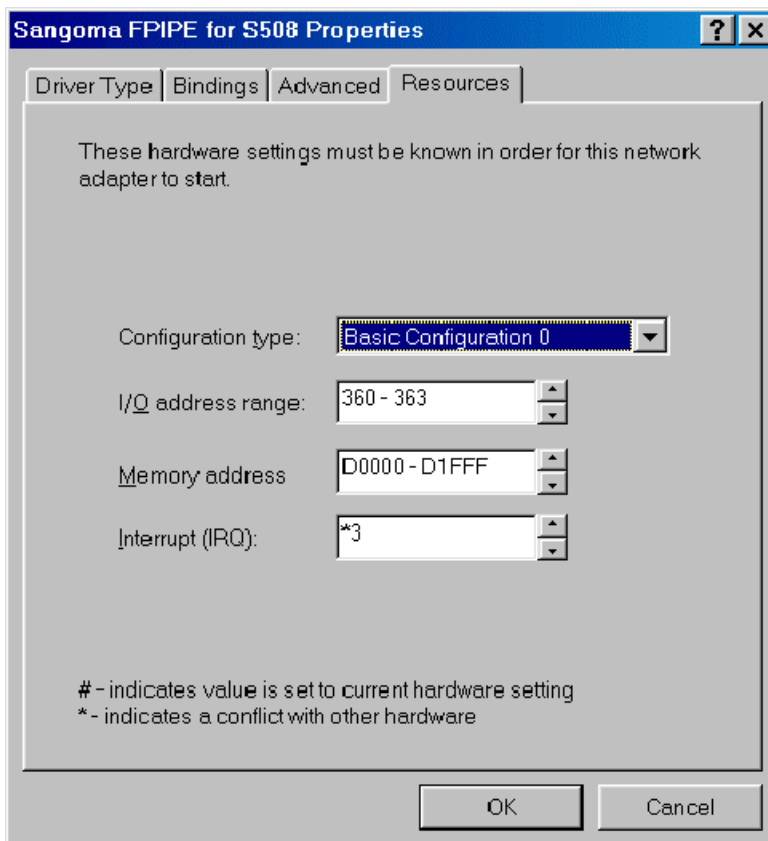 Sangoma FPIPE for S508 Properties
Driver Type Bindings Advanced Resources
These hardware settings must be known in order for this network
adapter to start.
Configuration type: Basic Configuration 0
I/O address range: 360 - 363
Memory address D0000 - D1FFF
Interrupt (IRQ): *3
# - indicates value is set to current hardware setting
* - indicates a conflict with other hardware
OK Cancel